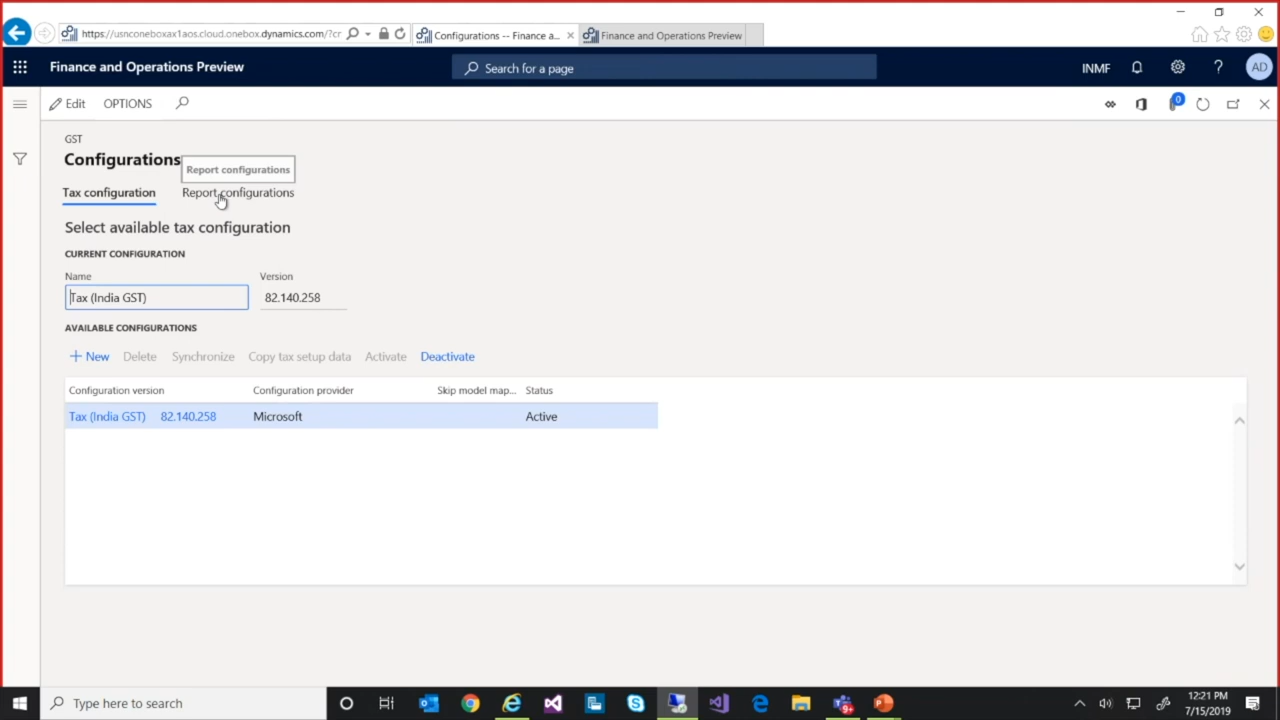 https://usnconeboxax1aos.cloud.onebox.dynamics.com/?cr
Configurations -- Finance a...
Finance and Operations Preview
Finance and Operations Preview
Search for a page
INMF
?
AD
Edit
OPTIONS
0
GST
Configurations
Report configurations
Tax configuration
Report configurations
Select available tax configuration
CURRENT CONFIGURATION
Name
Version
Tax (India GST)
82.140.258
AVAILABLE CONFIGURATIONS
New
Delete
Synchronize
Copy tax setup data
Activate
Deactivate
Configuration version
Configuration provider
Skip model map...
Status
Tax (India GST) 82.140.258
Microsoft
Active
Type here to search
9+
12:21 PM
7/15/2019